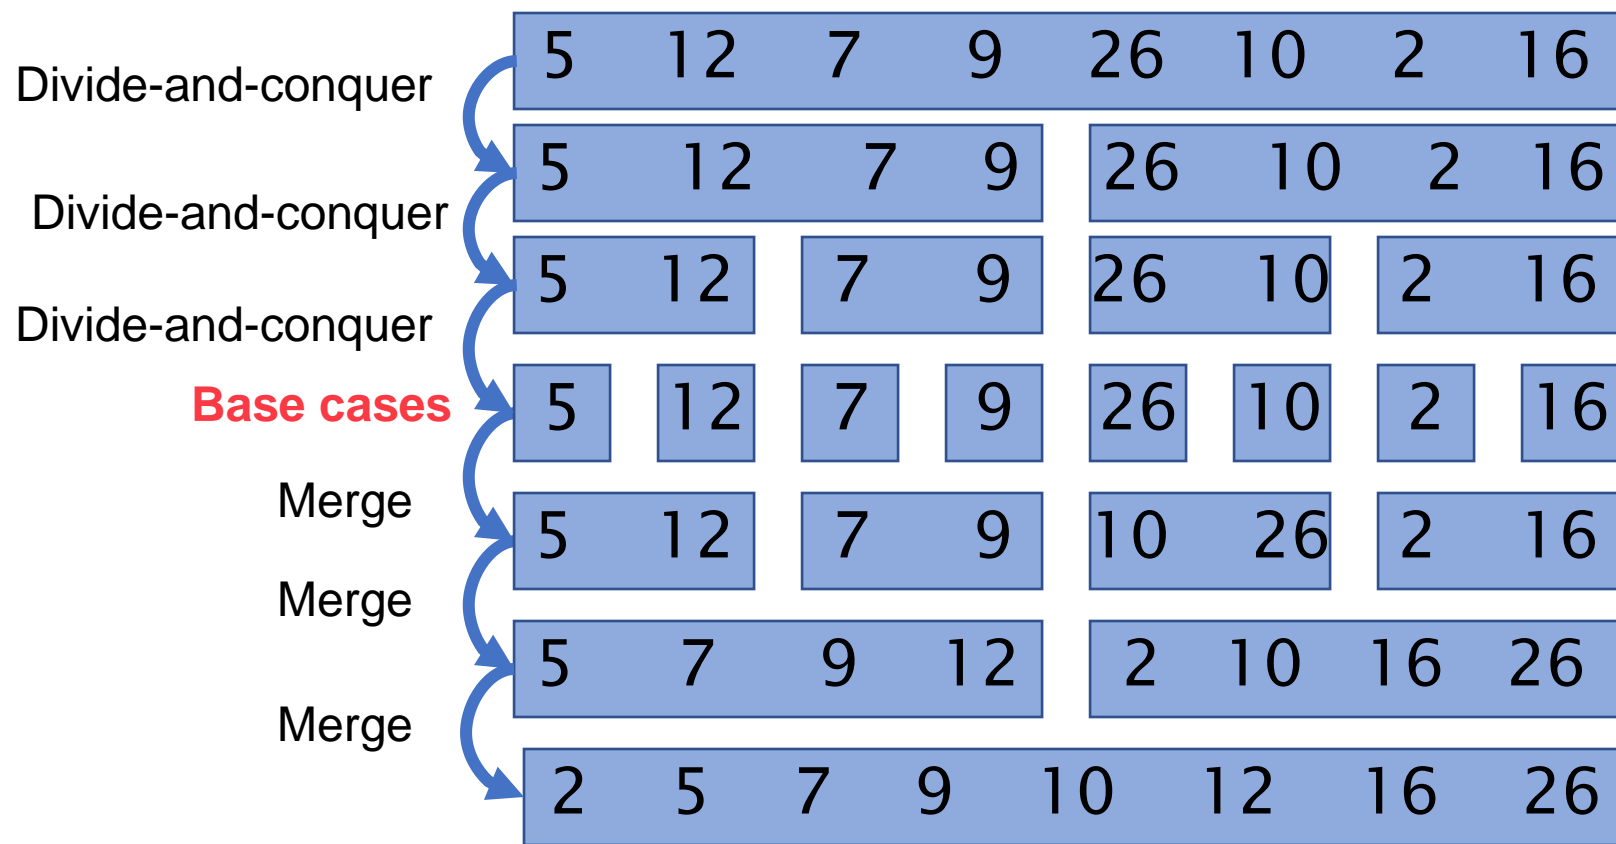 5 12 7 9 26 10 2 16
Divide-and-conquer
5 12 7 9 26 10 2 16
Divide-and-conquer
5 12 7 9 26 10 2 16
Divide-and-conquer
Base cases 5 12 7 9 26 10 2 16
Merge
5 12 7 9 10 26 2 16
Merge
5 7 9 12 2 10 16 26
Merge
2 5 7 9 10 12 16 26